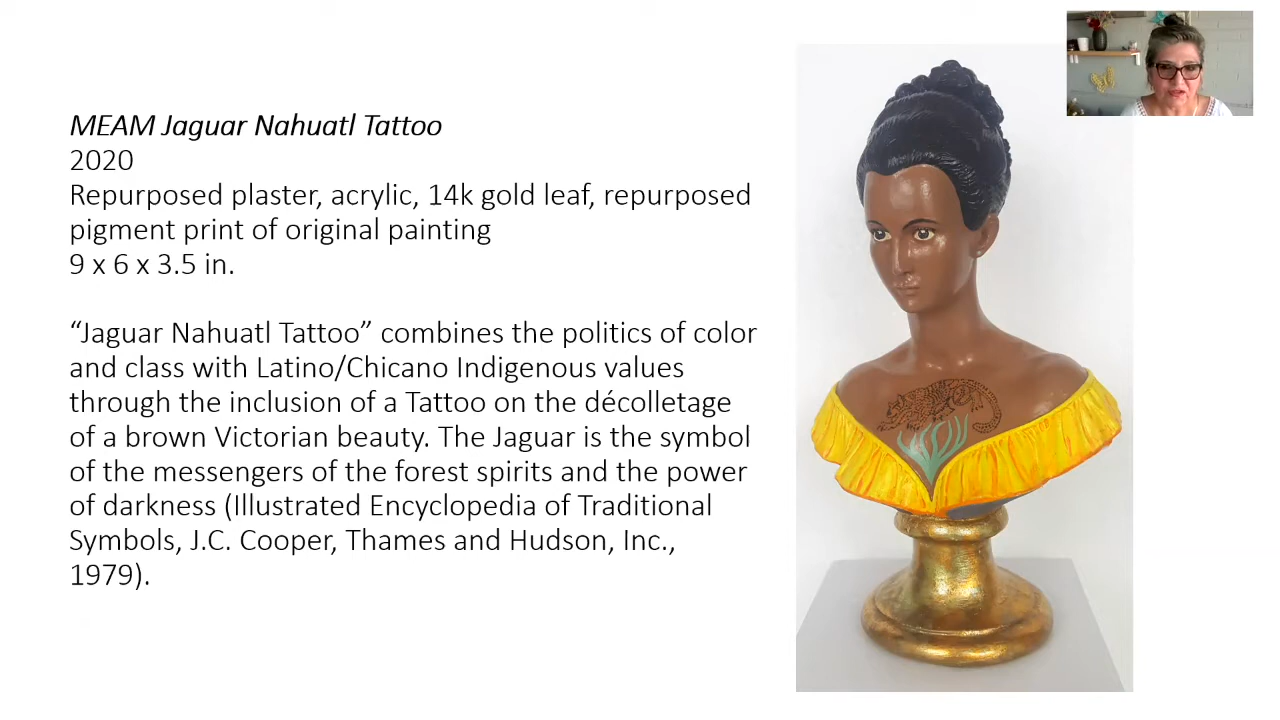 MEAM Jaguar Nahuatl Tattoo
2020
Repurposed plaster, acrylic, 14k gold leaf, repurposed
pigment print of original painting
9 x 6 x 3.5 in.
“Jaguar Nahuatl Tattoo” combines the politics of color
and class with Latino/Chicano Indigenous values
through the inclusion of a Tattoo on the décolletage
of a brown Victorian beauty. The Jaguar is the symbol
of the messengers of the forest spirits and the power
of darkness (Illustrated Encyclopedia of Traditional
Symbols, J.C. Cooper, Thames and Hudson, Inc.,
1979).